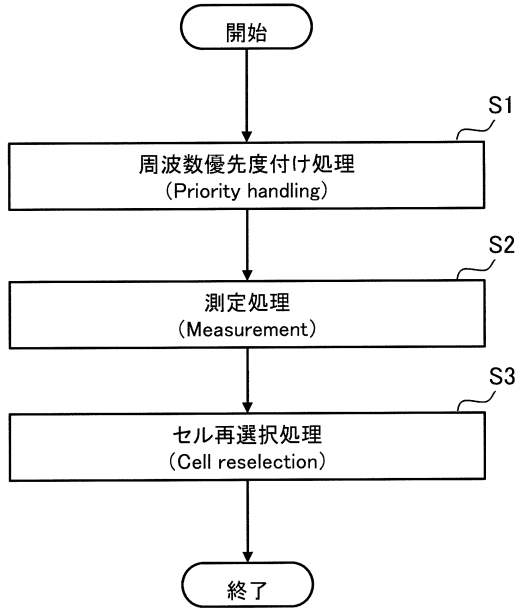 開始
S1
周波数優先度付け処理
(Priority handling)
S2
測定処理
(Measurement)
S3
セル再選択処理
(Cell reselection)
終了